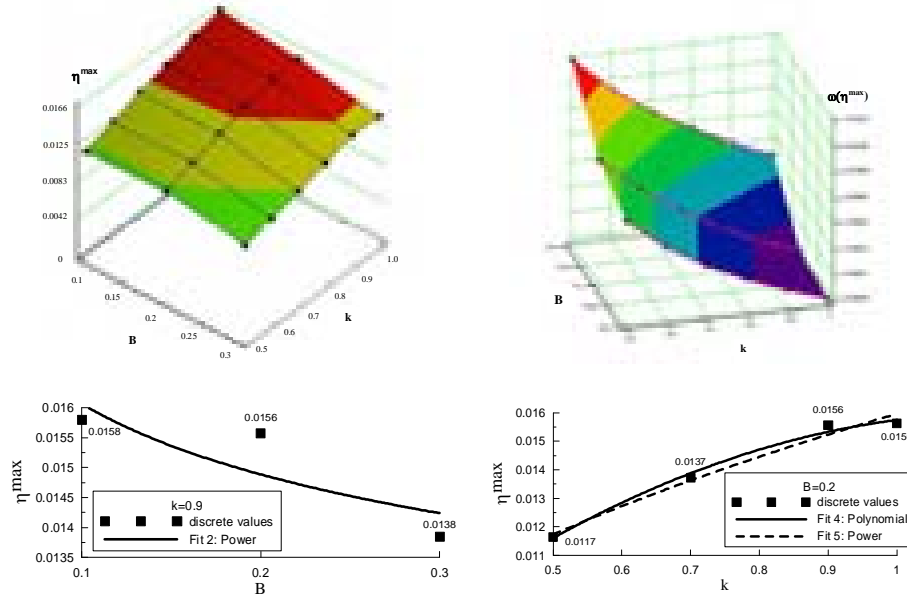 η^max
0.0166
0.0125
0.0083
0.0042
0
0.1
0.15
0.2
0.25
0.3
B
0.5
0.6
0.7
0.8
0.9
1.0
k
ω(η^max)
B
k
η^max
0.016
0.0155
0.015
0.0145
0.014
0.0135
0.0158
0.0156
0.0138
k=0.9
discrete values
Fit 2: Power
0.1
0.2
0.3
B
η^max
0.016
0.015
0.014
0.013
0.012
0.011
0.0117
0.0137
0.0156
0.015
B=0.2
discrete values
Fit 4: Polynomial
Fit 5: Power
0.5
0.6
0.7
0.8
0.9
1
k